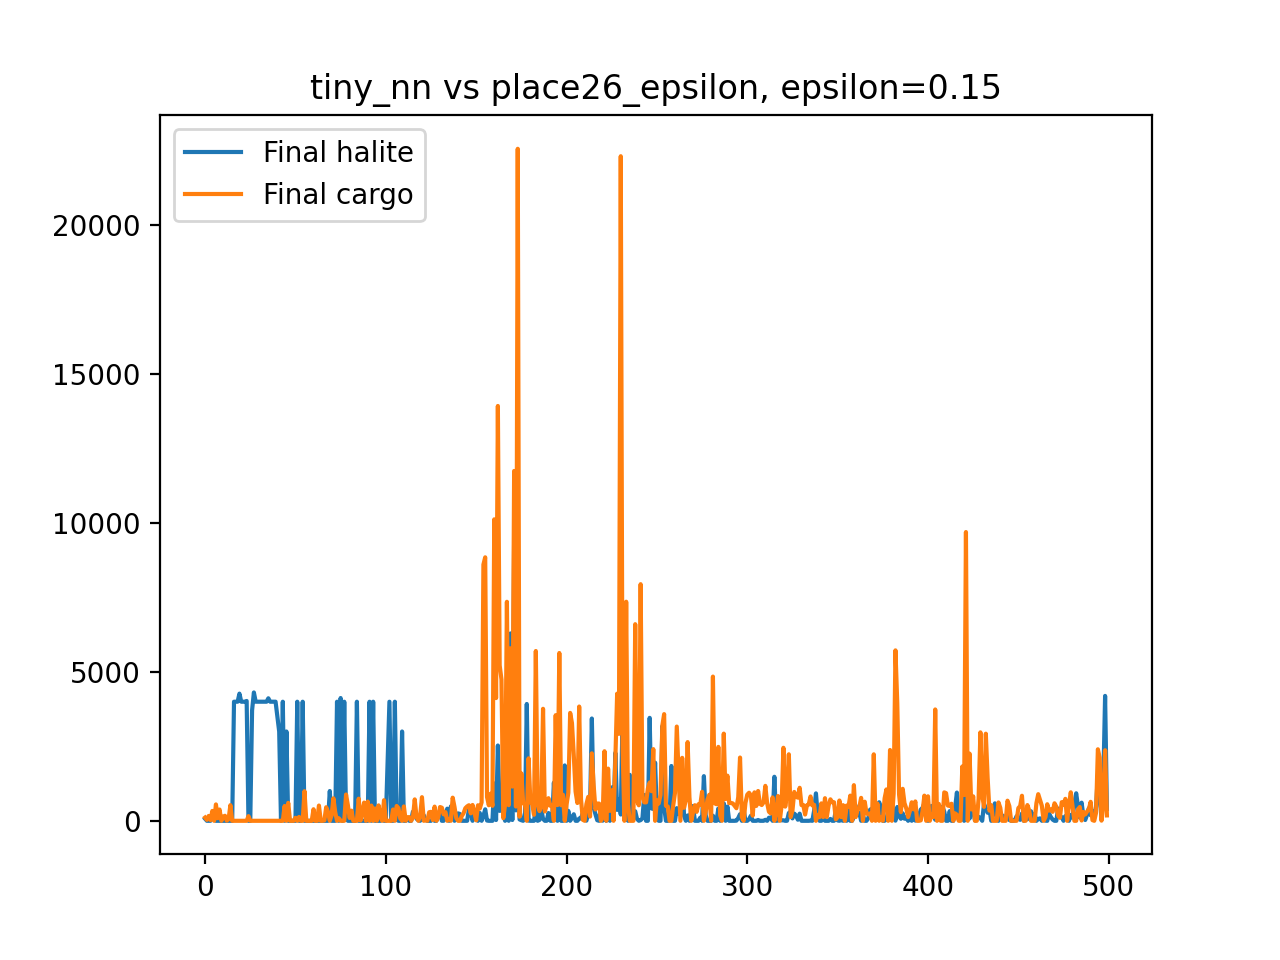 tiny_nn vs place26_epsilon, epsilon=0.15
Final halite
Final cargo
20000
15000
10000
5000
0
0 100 200 300 400 500